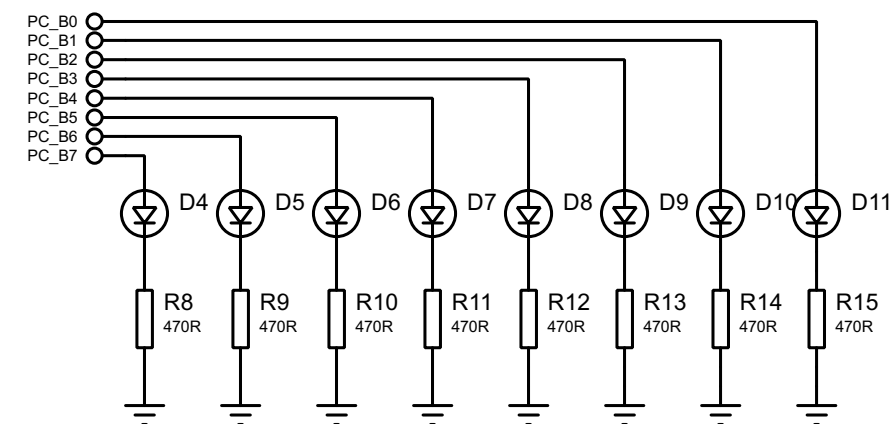 PC_B0
PC_B1
PC_B2
PC_B3
PC_B4
PC_B5
PC_B6
PC_B7
D4 D5 D6 D7 D8 D9 D10 D11
R8 R9 R10 R11 R12 R13 R14 R15
470R 470R 470R 470R 470R 470R 470R 470R